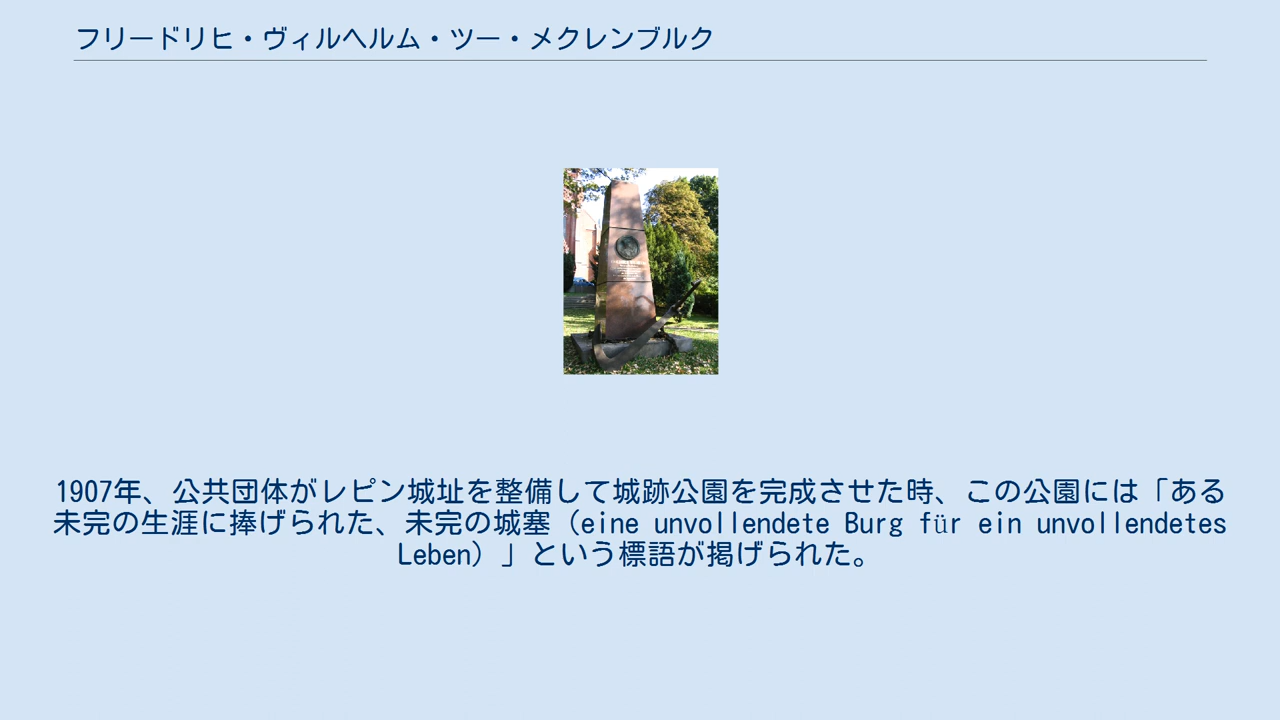 フリードリヒ・ヴィルヘルム・ツー・メクレンブルク
1907年、公共団体がレピン城址を整備して城跡公園を完成させた時、この公園には「ある
未完の生涯に捧げられた、未完の城塞（eine unvollendete Burg für ein unvollendetes
Leben）」という標語が掲げられた。